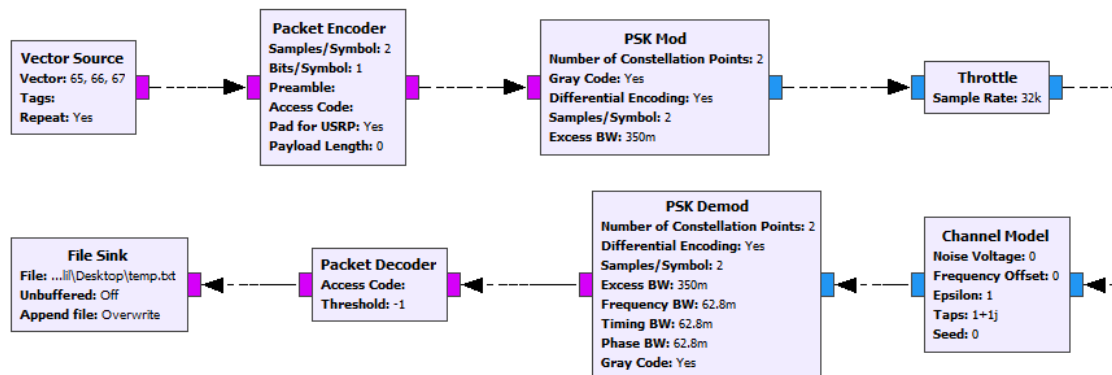 Vector Source
Vector: 65, 66, 67
Tags:
Repeat: Yes
Packet Encoder
Samples/Symbol: 2
Bits/Symbol: 1
Preamble:
Access Code:
Pad for USRP: Yes
Payload Length: 0
PSK Mod
Number of Constellation Points: 2
Gray Code: Yes
Differential Encoding: Yes
Samples/Symbol: 2
Excess BW: 350m
Throttle
Sample Rate: 32k
File Sink
File: ...lil\Desktop\temp.txt
Unbuffered: Off
Append file: Overwrite
Packet Decoder
Access Code:
Threshold: -1
PSK Demod
Number of Constellation Points: 2
Differential Encoding: Yes
Samples/Symbol: 2
Excess BW: 350m
Frequency BW: 62.8m
Timing BW: 62.8m
Phase BW: 62.8m
Gray Code: Yes
Channel Model
Noise Voltage: 0
Frequency Offset: 0
Epsilon: 1
Taps: 1+1j
Seed: 0